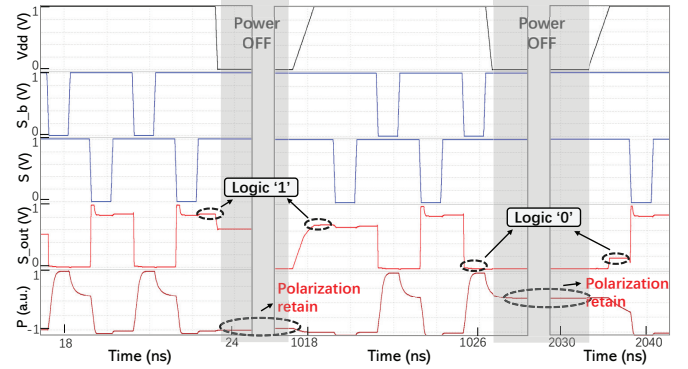 Vdd (V)
1
0
Power
OFF
Power
OFF
S_b (V)
1
0
S (V)
1
0
S_out (V)
1
0
Logic ‘1’
Logic ‘0’
P (a.u.)
1
-1
Polarization
retain
Polarization
retain
18
24
1018
1026
2030
2040
Time (ns)
Time (ns)
Time (ns)